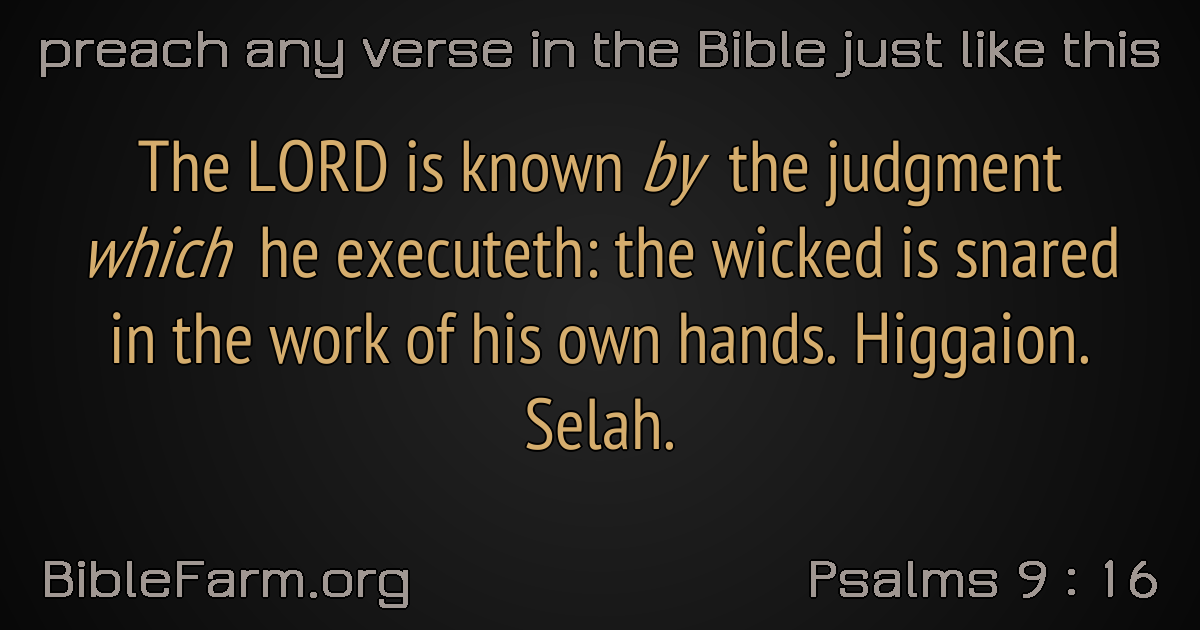 preach any verse in the Bible just like this
The LORD is known by the judgment
which he executeth: the wicked is snared
in the work of his own hands. Higgaion.
Selah.
BibleFarm.org
Psalms 9 : 16